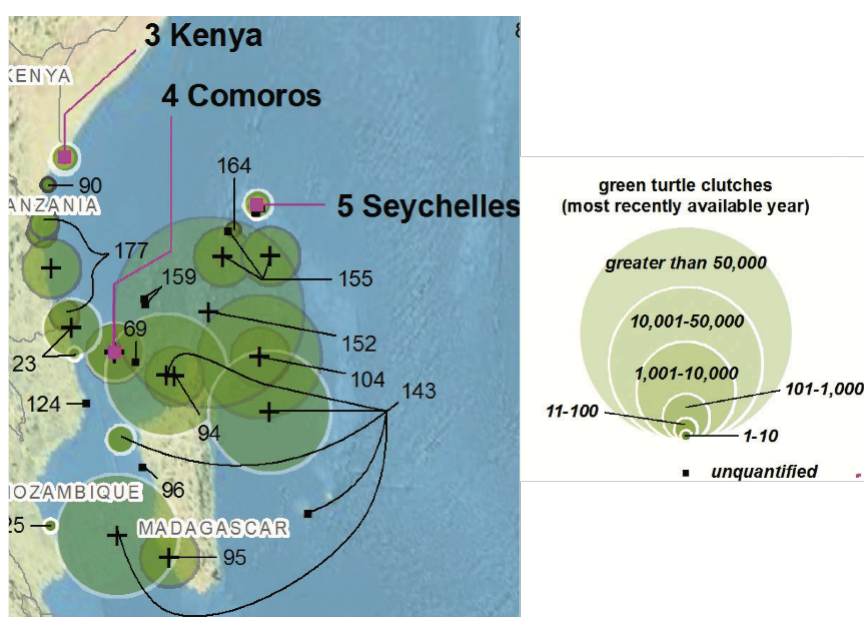 3 Kenya
KENYA
4 Comoros
8
164
90
ANZANIA
5 Seychelles
177
155
159
69
152
23
104
143
124
94
96
MOZAMBIQUE
25
MADAGASCAR
95
green turtle clutches
(most recently available year)
greater than 50,000
10,001-50,000
1,001-10,000
101-1,000
11-100
1-10
unquantified